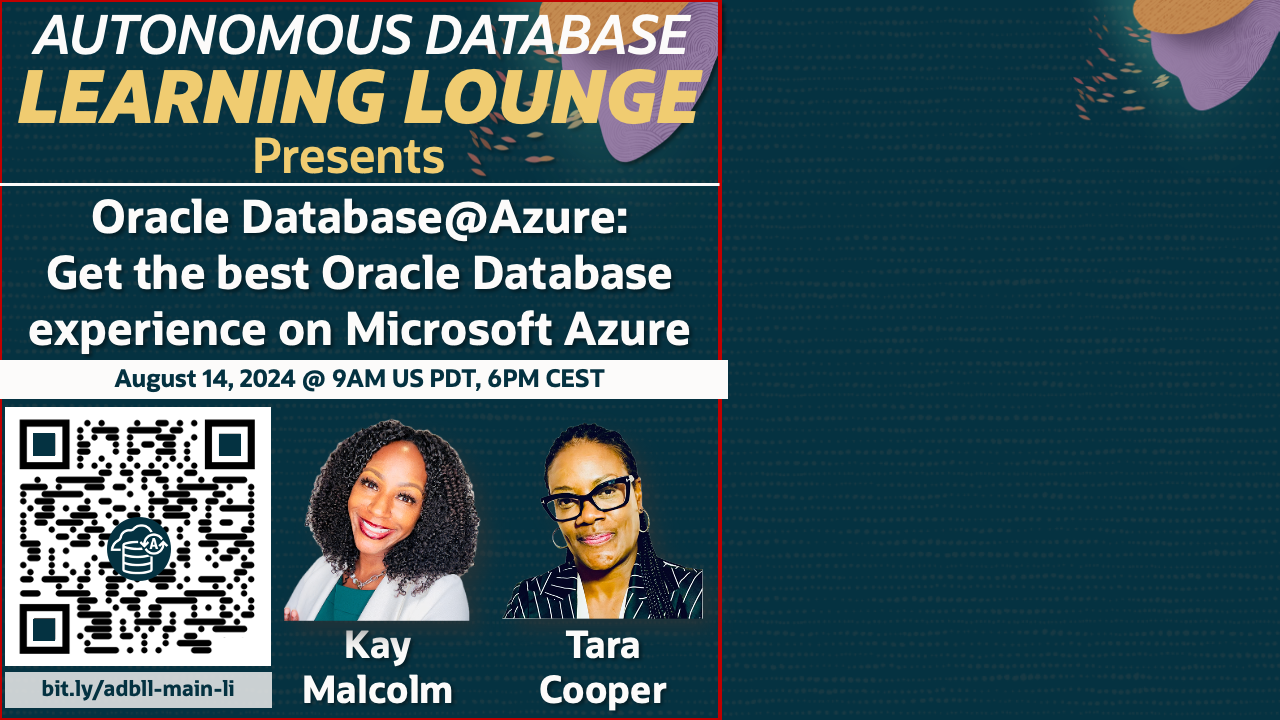 AUTONOMOUS DATABASE
LEARNING LOUNGE
Presents
Oracle Database@Azure:
Get the best Oracle Database
experience on Microsoft Azure
August 14, 2024 @ 9AM US PDT, 6PM CEST
A
bit.ly/adbll-main-li
Kay
Malcolm
Tara
Cooper